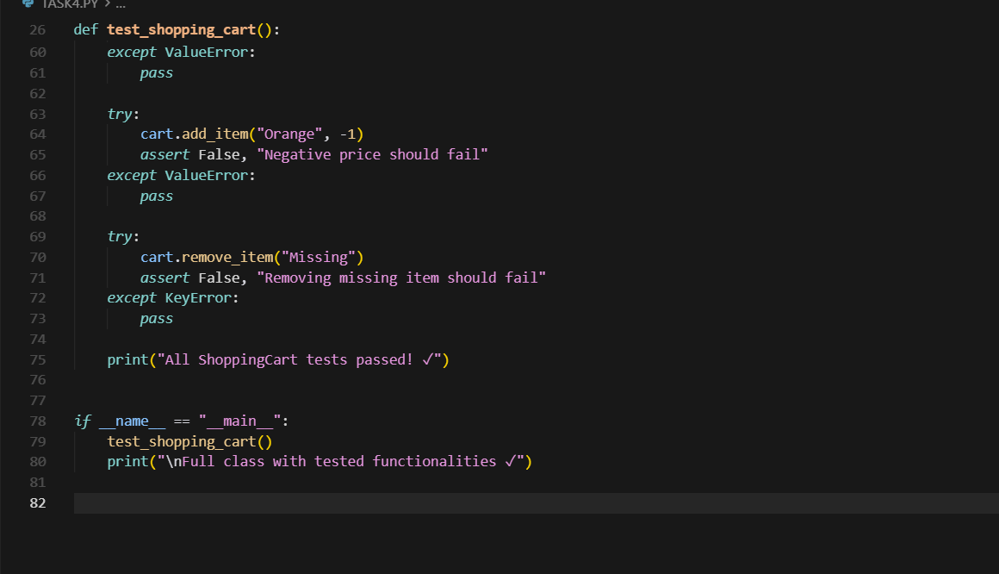 TASK4.PY > ...
26 def test_shopping_cart():
60     except ValueError:
61         pass
62
63     try:
64         cart.add_item("Orange", -1)
65         assert False, "Negative price should fail"
66     except ValueError:
67         pass
68
69     try:
70         cart.remove_item("Missing")
71         assert False, "Removing missing item should fail"
72     except KeyError:
73         pass
74
75     print("All ShoppingCart tests passed! ✓")
76
77
78 if __name__ == "__main__":
79     test_shopping_cart()
80     print("\nFull class with tested functionalities ✓")
81
82